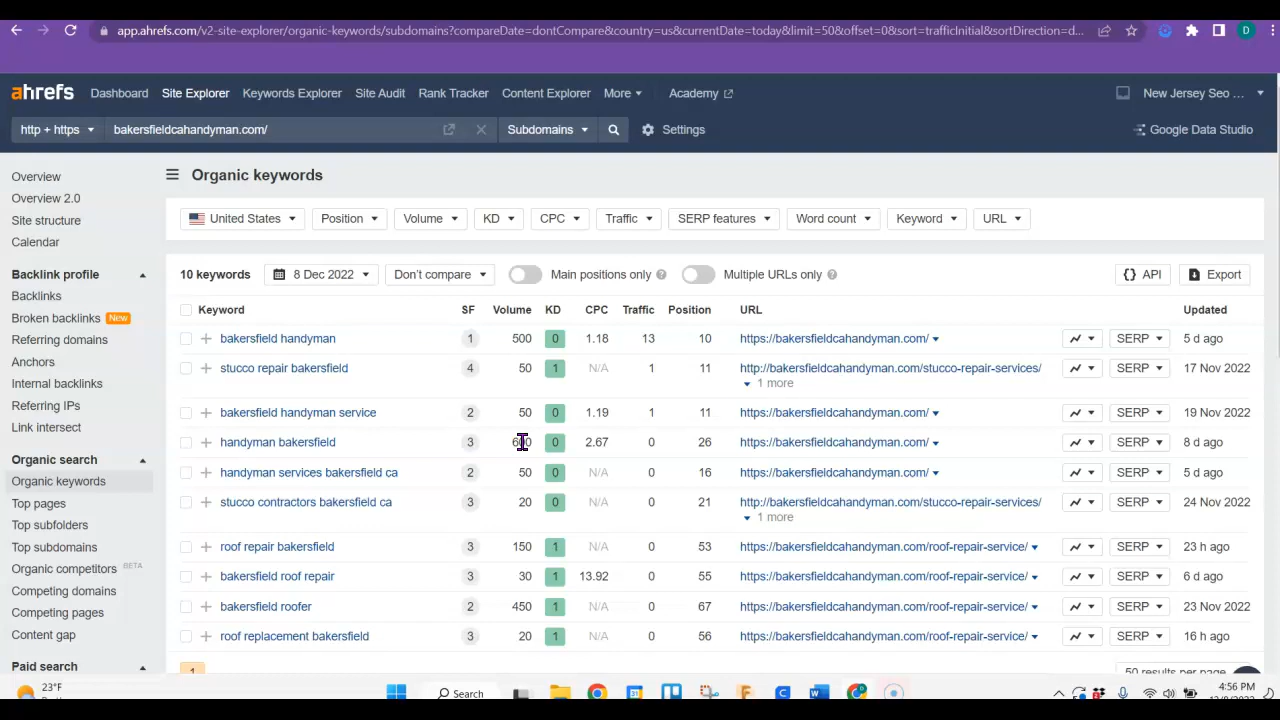 app.ahrefs.com/v2-site-explorer/organic-keywords/subdomains?compareDate=dontCompare&country=us&currentDate=today&limit=50&offset=0&sort=trafficInitial&sortDirection=d... D
ahrefs Dashboard Site Explorer Keywords Explorer Site Audit Rank Tracker Content Explorer More Academy New Jersey Seo ...
http + https bakersfieldcahandyman.com/ Subdomains Settings Google Data Studio
Overview
Overview 2.0
Site structure
Calendar
Backlink profile
Backlinks
Broken backlinks New
Referring domains
Anchors
Internal backlinks
Referring IPs
Link intersect
Organic search
Organic keywords
Top pages
Top subfolders
Top subdomains
Organic competitors BETA
Competing domains
Competing pages
Content gap
Paid search
Organic keywords
United States Position Volume KD CPC Traffic SERP features Word count Keyword URL
10 keywords 8 Dec 2022 Don't compare Main positions only ? Multiple URLs only ? {} API Export
Keyword SF Volume KD CPC Traffic Position URL Updated
bakersfield handyman 1 500 0 1.18 13 10 https://bakersfieldcahandyman.com/ SERP 5 d ago
stucco repair bakersfield 4 50 1 N/A 1 11 http://bakersfieldcahandyman.com/stucco-repair-services/ SERP 17 Nov 2022
1 more
bakersfield handyman service 2 50 0 1.19 1 11 https://bakersfieldcahandyman.com/ SERP 19 Nov 2022
handyman bakersfield 3 0 2.67 0 26 https://bakersfieldcahandyman.com/ SERP 8 d ago
handyman services bakersfield ca 2 50 0 N/A 0 16 https://bakersfieldcahandyman.com/ SERP 5 d ago
stucco contractors bakersfield ca 3 20 0 N/A 0 21 http://bakersfieldcahandyman.com/stucco-repair-services/ SERP 24 Nov 2022
1 more
roof repair bakersfield 3 150 1 N/A 0 53 https://bakersfieldcahandyman.com/roof-repair-service/ SERP 23 h ago
bakersfield roof repair 3 30 1 13.92 0 55 https://bakersfieldcahandyman.com/roof-repair-service/ SERP 6 d ago
bakersfield roofer 2 450 1 N/A 0 67 https://bakersfieldcahandyman.com/roof-repair-service/ SERP 23 Nov 2022
roof replacement bakersfield 3 20 1 N/A 0 56 https://bakersfieldcahandyman.com/roof-repair-service/ SERP 16 h ago
1 50 results per page
23°F Search 4:56 PM